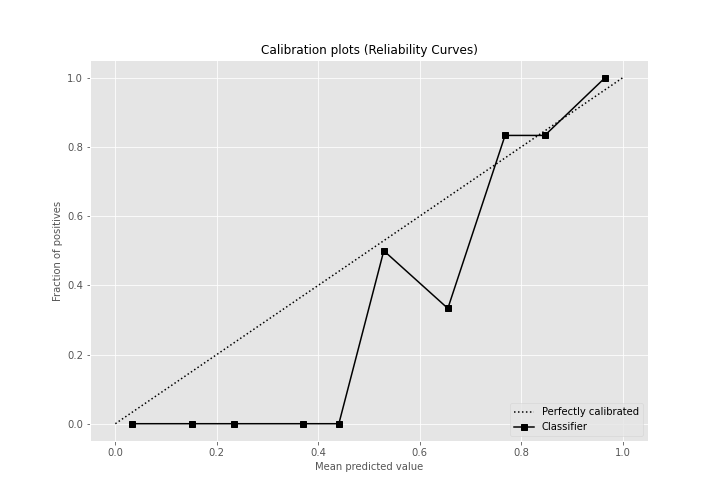 Calibration plots (Reliability Curves)
1.0
0.8
0.6
0.4
0.2
0.0
Fraction of positives
0.0 0.2 0.4 0.6 0.8 1.0
Mean predicted value
Perfectly calibrated
Classifier